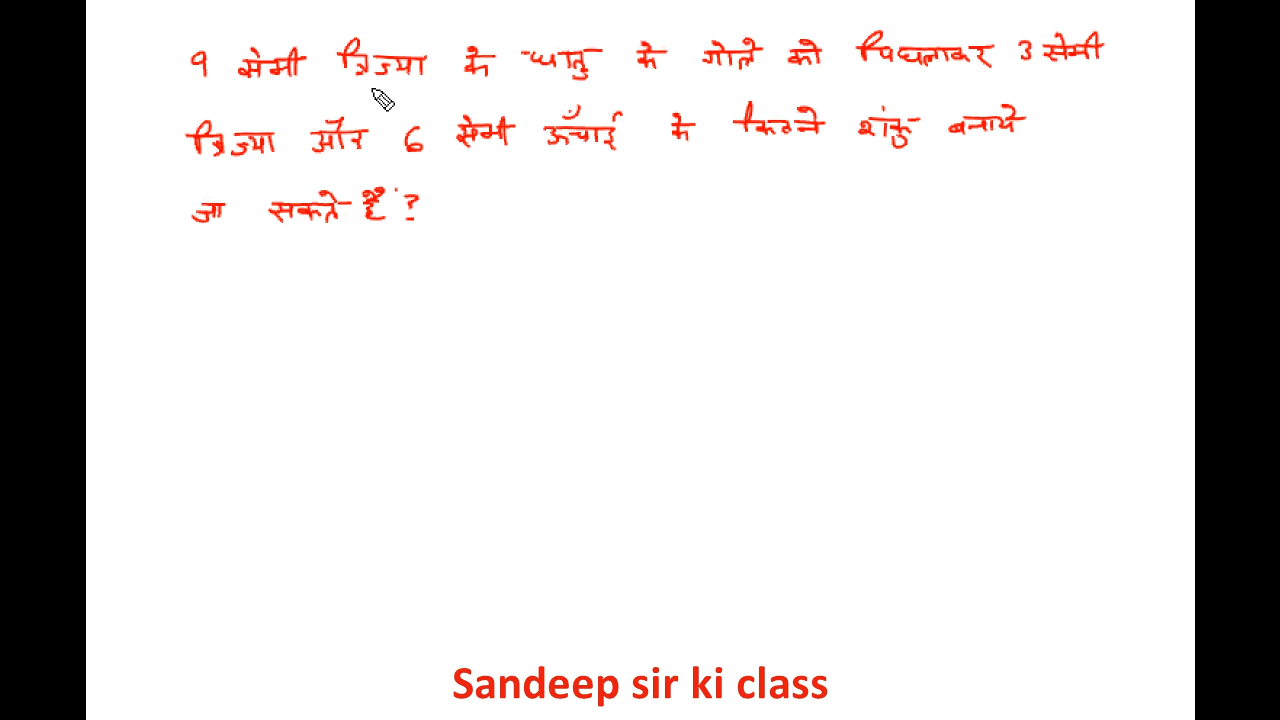 9 सेमी त्रिज्या के धातु के गोले को पिघलाकर 3 सेमी
त्रिज्या और 6 सेमी ऊँचाई के कितने शंकु बनाये
जा सकते हैं ?
Sandeep sir ki class